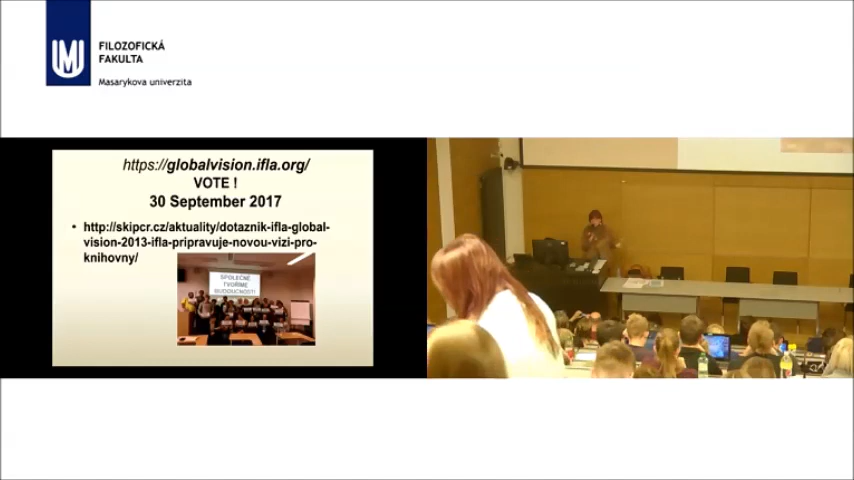 FILOZOFICKÁ
FAKULTA
Masarykova univerzita
https://globalvision.ifla.org/
VOTE !
30 September 2017
• http://skipcr.cz/aktuality/dotaznik-ifla-global-
vision-2013-ifla-pripravuje-novou-vizi-pro-
knihovny/
SPOLEČNĚ
TVOŘÍME
BUDOUCNOST!